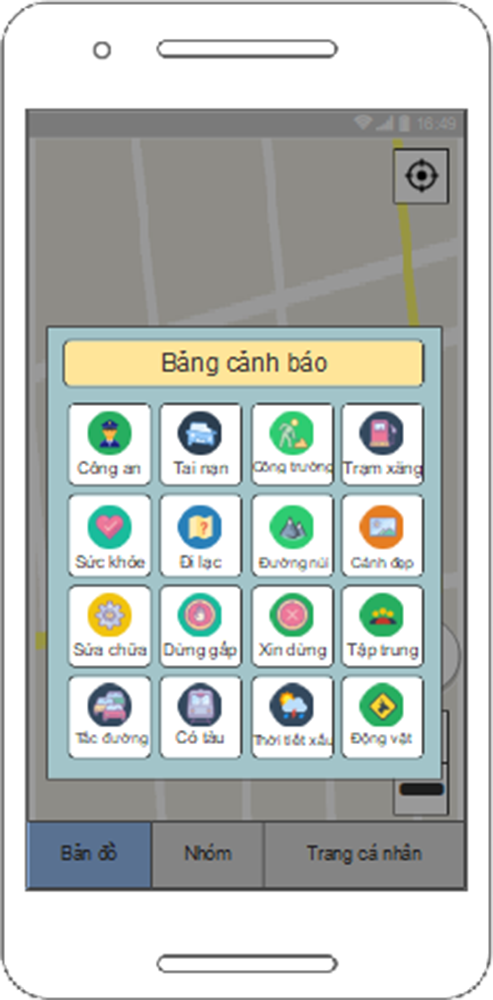 16:49
Bảng cảnh báo
Công an
Tai nạn
Công trường
Trạm xăng
Sức khỏe
Đi lạc
Đường núi
Cảnh đẹp
Sửa chữa
Dừng gấp
Xin dừng
Tập trung
Tắc đường
Có tàu
Thời tiết xấu
Động vật
Bản đồ
Nhóm
Trang cá nhân